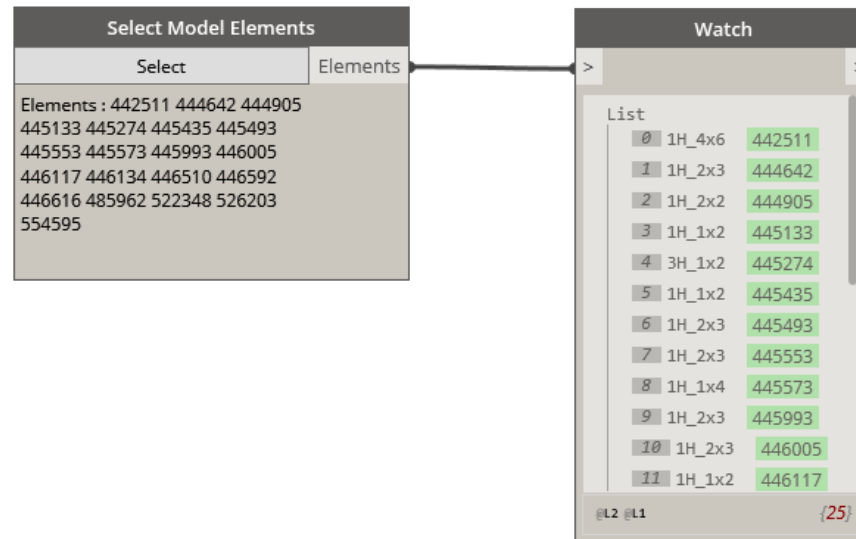 Select Model Elements
Select
Elements
Elements : 442511 444642 444905
445133 445274 445435 445493
445553 445573 445993 446005
446117 446134 446510 446592
446616 485962 522348 526203
554595
Watch
>
>
List
0 1H_4x6 442511
1 1H_2x3 444642
2 1H_2x2 444905
3 1H_1x2 445133
4 3H_1x2 445274
5 1H_1x2 445435
6 1H_2x3 445493
7 1H_2x3 445553
8 1H_1x4 445573
9 1H_2x3 445993
10 1H_2x3 446005
11 1H_1x2 446117
@L2 @L1 {25}